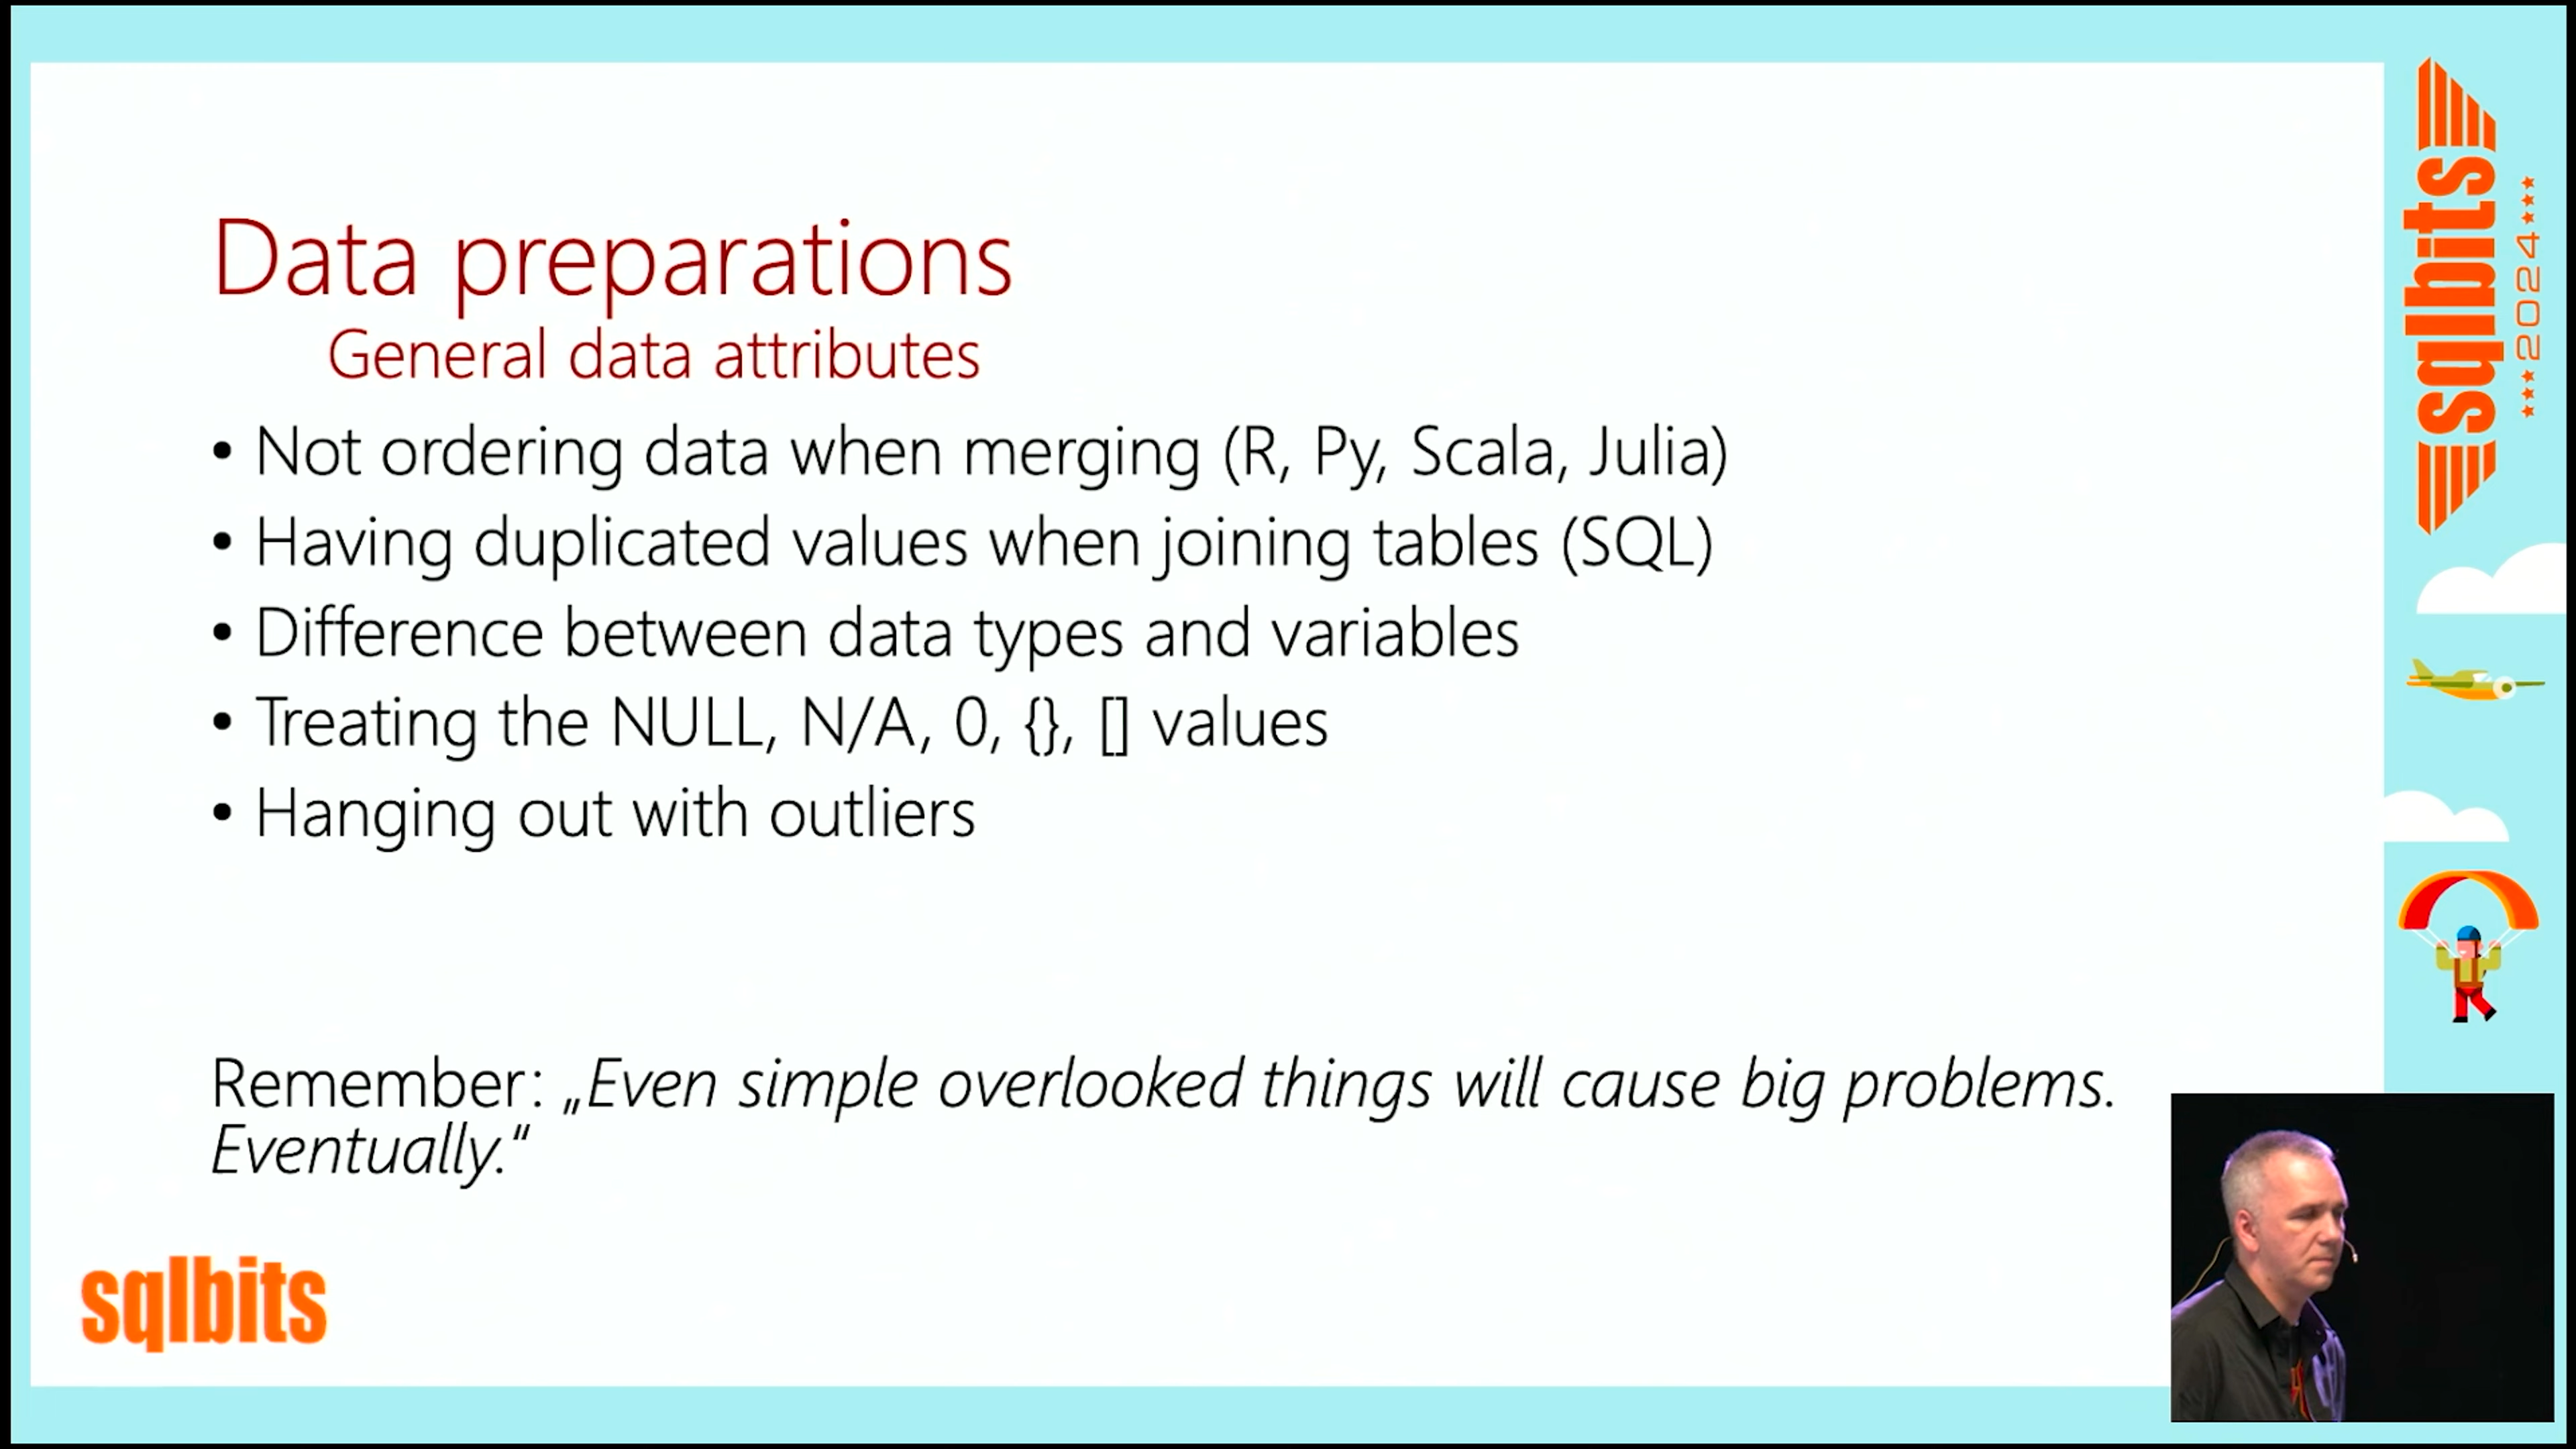 Data preparations
General data attributes
• Not ordering data when merging (R, Py, Scala, Julia)
• Having duplicated values when joining tables (SQL)
• Difference between data types and variables
• Treating the NULL, N/A, 0, {}, [] values
• Hanging out with outliers
Remember: „Even simple overlooked things will cause big problems.
Eventually.“
sqlbits
sqlbits
★★★★2024★★★★